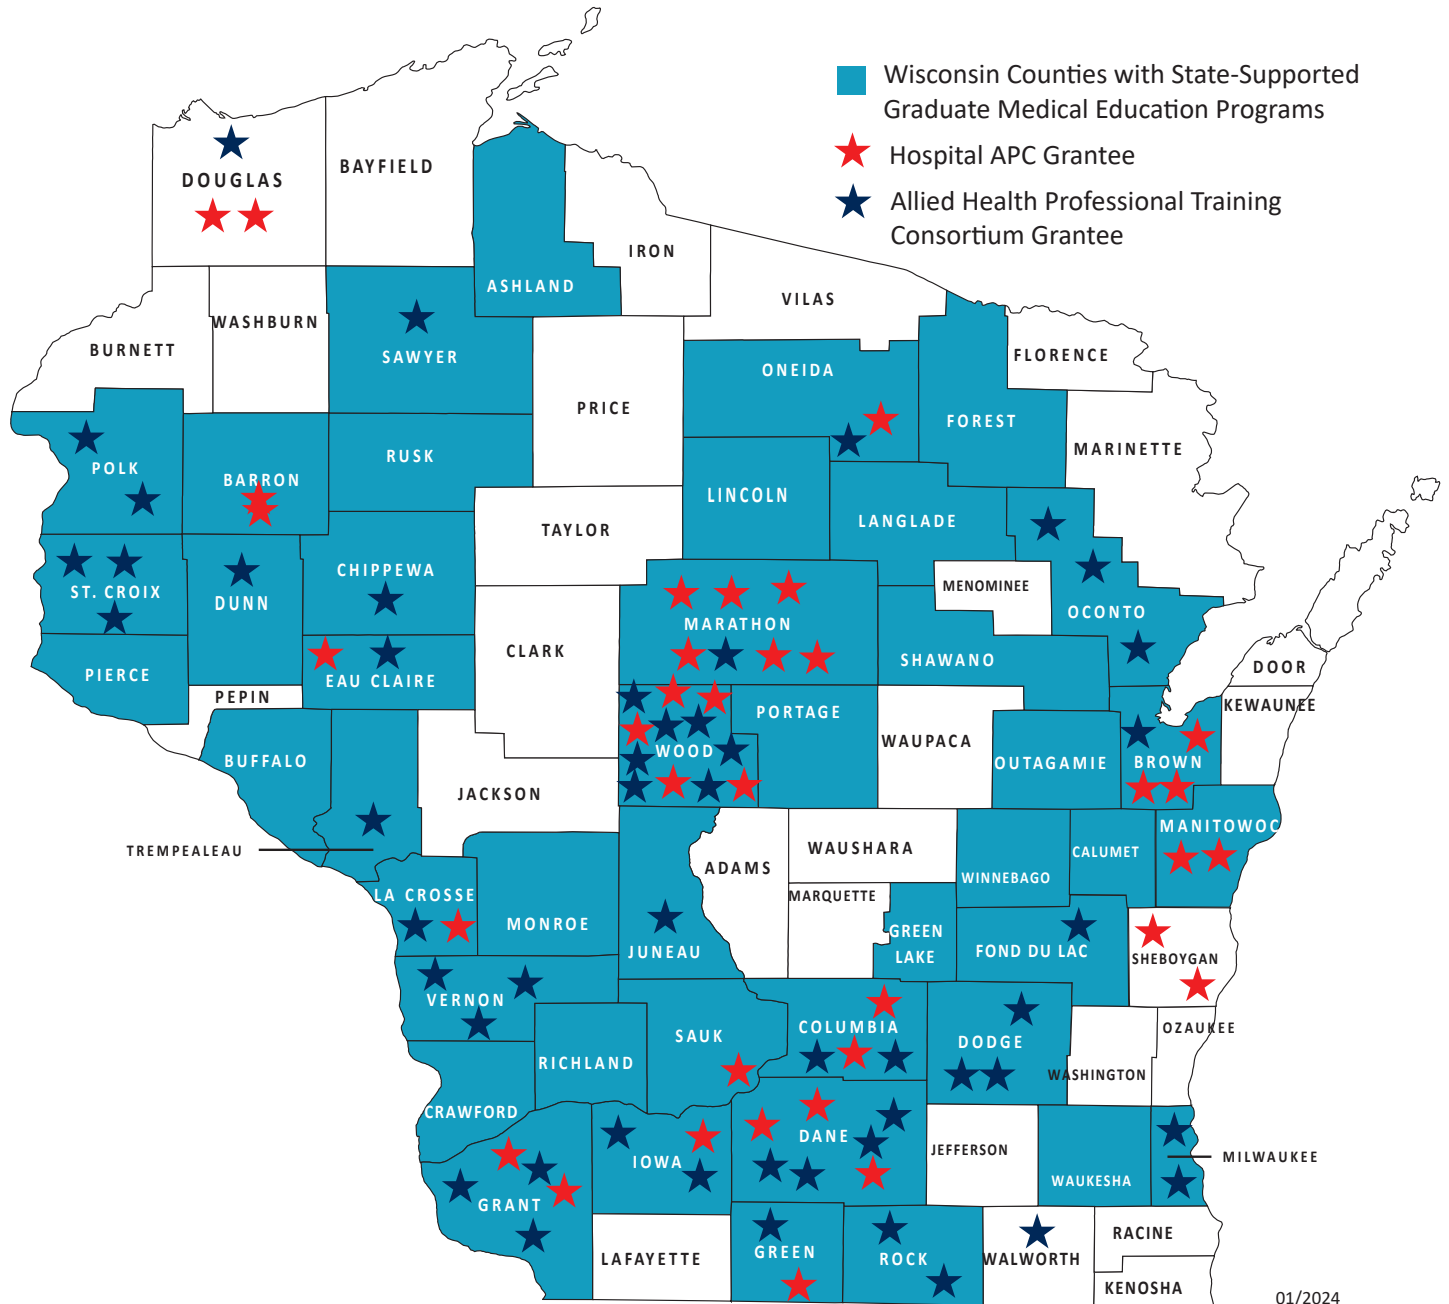 Wisconsin Counties with State-Supported
Graduate Medical Education Programs
Hospital APC Grantee
Allied Health Professional Training
Consortium Grantee
DOUGLAS
BAYFIELD
IRON
ASHLAND
VILAS
WASHBURN
BURNETT
SAWYER
FLORENCE
ONEIDA
PRICE
FOREST
MARINETTE
RUSK
POLK
BARRON
LINCOLN
LANGLADE
TAYLOR
CHIPPEWA
MENOMINEE
ST. CROIX
DUNN
OCONTO
MARATHON
CLARK
SHAWANO
DOOR
PIERCE
EAU CLAIRE
PEPIN
KEWAUNEE
PORTAGE
WAUPACA
WOOD
BUFFALO
OUTAGAMIE
BROWN
JACKSON
MANITOWOC
TREMPEALEAU
WAUSHARA
CALUMET
ADAMS
WINNEBAGO
LA CROSSE
MARQUETTE
MONROE
GREEN
LAKE
JUNEAU
FOND DU LAC
SHEBOYGAN
VERNON
COLUMBIA
OZAUKEE
SAUK
DODGE
RICHLAND
WASHINGTON
CRAWFORD
DANE
JEFFERSON
MILWAUKEE
IOWA
WAUKESHA
GRANT
RACINE
GREEN
LAFAYETTE
ROCK
WALWORTH
KENOSHA
01/2024